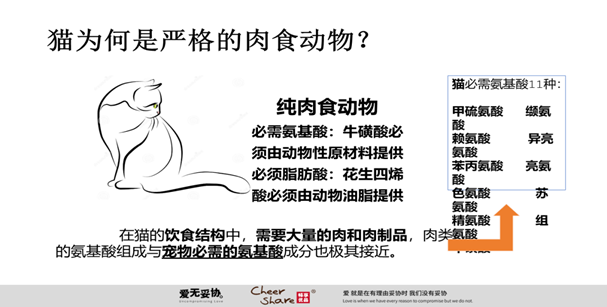 猫为何是严格的肉食动物？
纯肉食动物
必需氨基酸：牛磺酸必
须由动物性原材料提供
必须脂肪酸：花生四烯
酸必须由动物油脂提供
猫必需氨基酸11种：
甲硫氨酸 缬氨
酸
赖氨酸 异亮
氨酸
苯丙氨酸 亮氨
酸
色氨酸 苏
氨酸
精氨酸 组
氨酸
在猫的饮食结构中，需要大量的肉和肉制品，肉类
的氨基酸组成与宠物必需的氨基酸成分也极其接近。
爱无妥协.
Uncompromising Love.
Cheer Share
爱 就是在有理由妥协时 我们没有妥协
Love is when we have every reason to compromise but we do not.